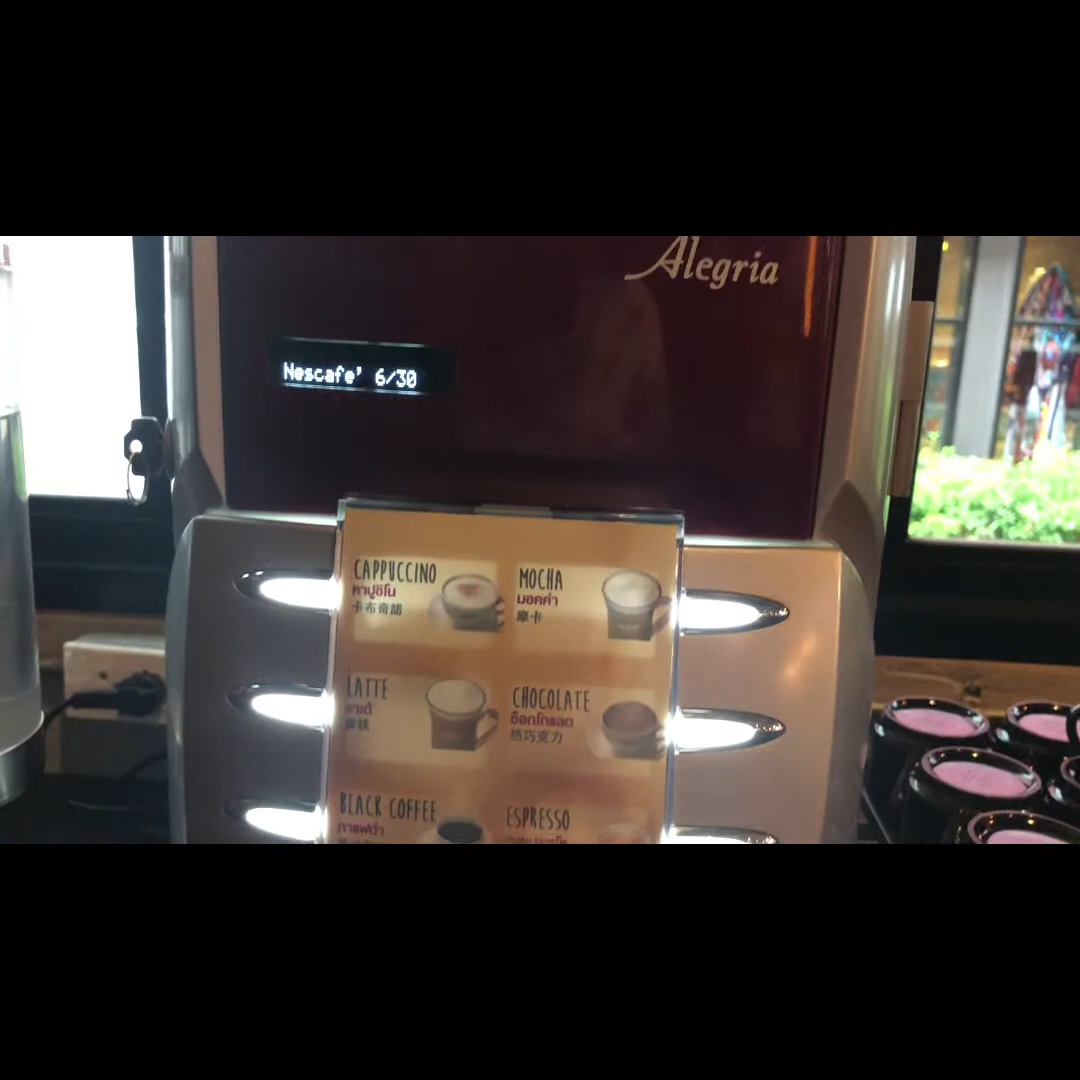 Alegria
Nescafe' 6/30
CAPPUCCINO
คาปูชิโน
卡布奇諾
MOCHA
มอคค่า
摩卡
LATTE
ลาเต้
拿鉄
CHOCOLATE
ช็อกโกแลต
热巧克力
BLACK COFFEE
กาแฟดำ
ESPRESSO